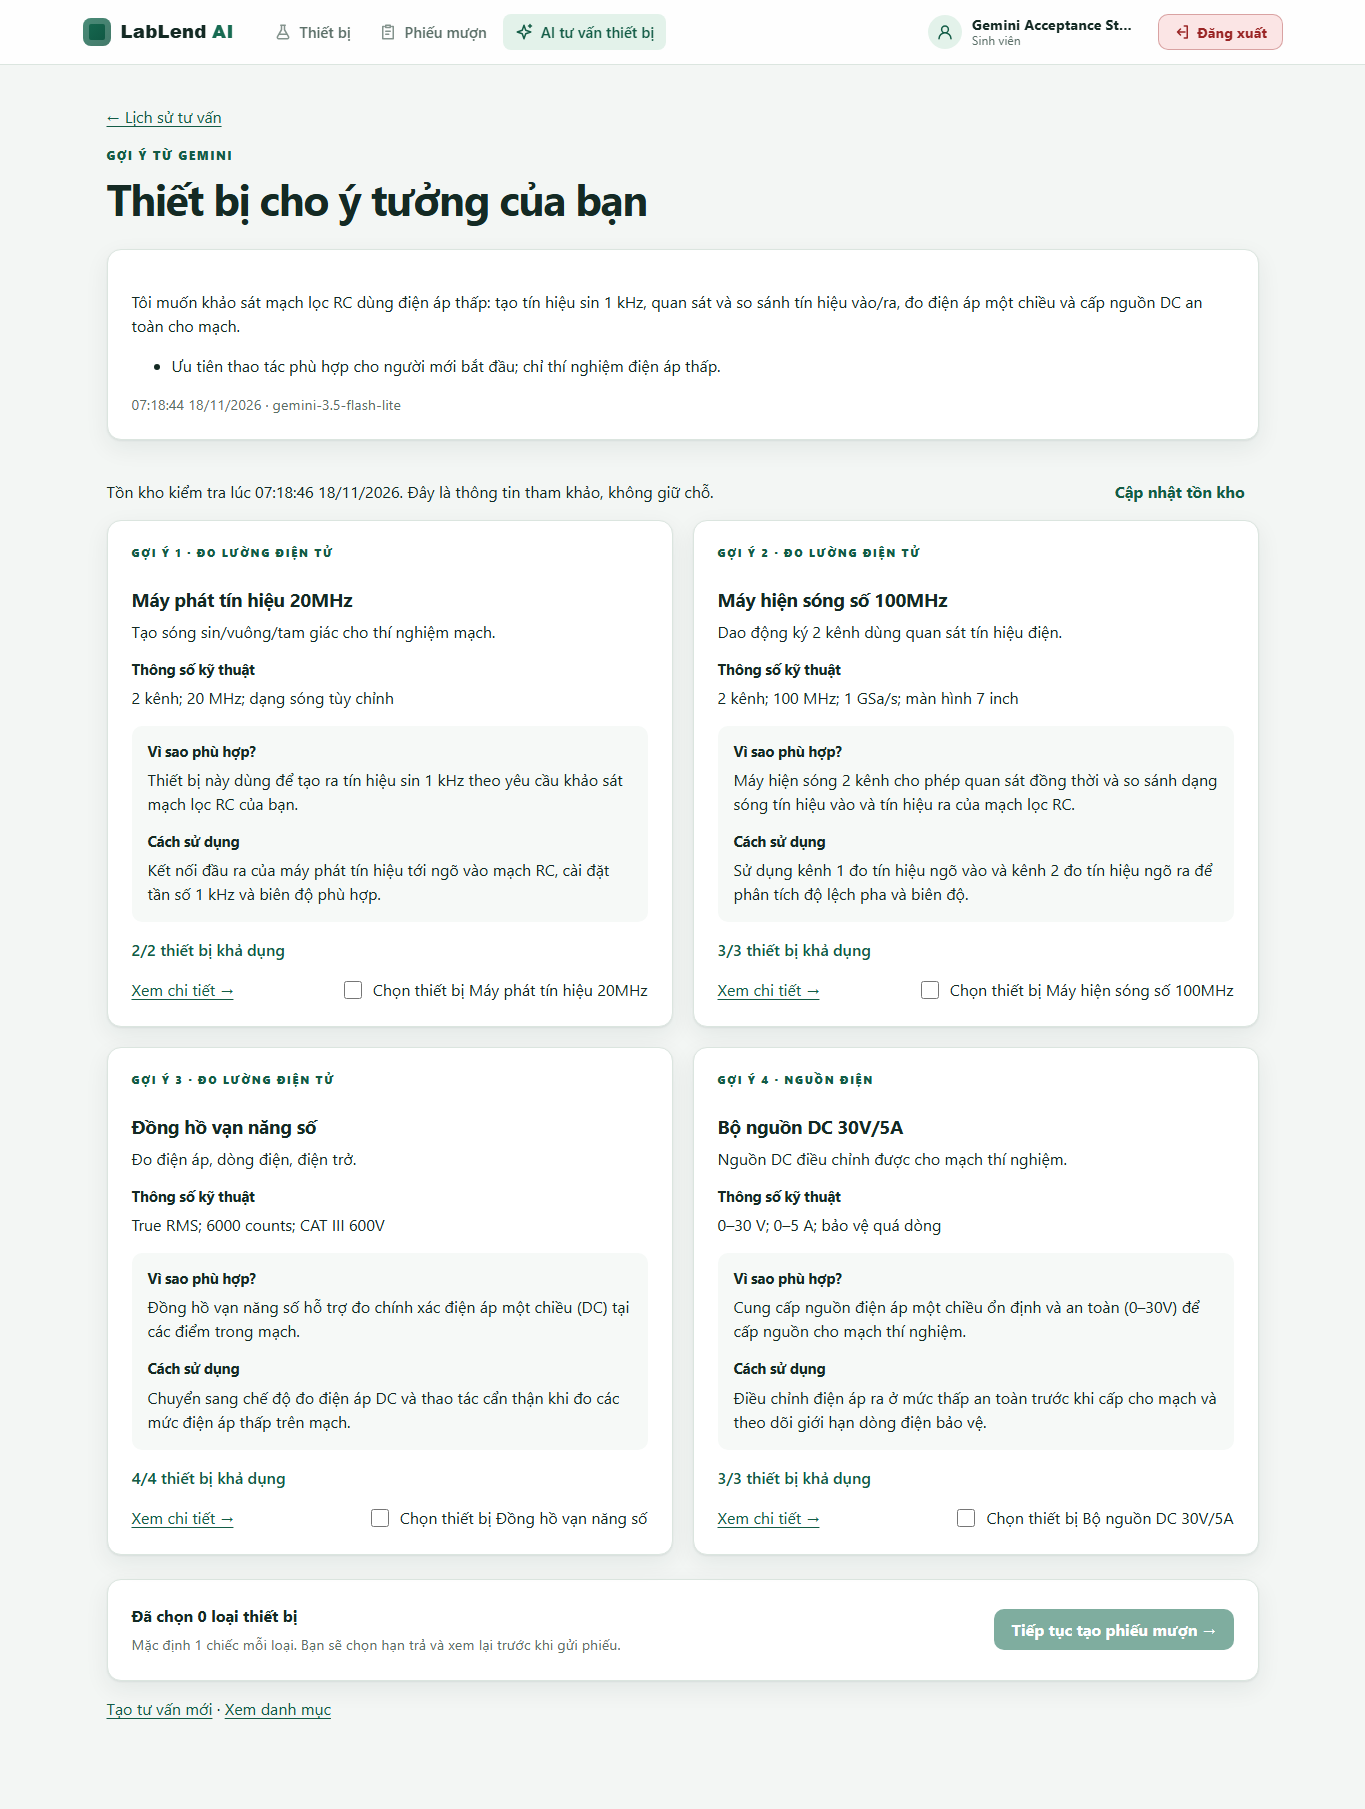 LabLend AI
Thiết bị
Phiếu mượn
AI tư vấn thiết bị
Gemini Acceptance St...
Sinh viên
Đăng xuất
← Lịch sử tư vấn
GỢI Ý TỪ GEMINI
Thiết bị cho ý tưởng của bạn
Tôi muốn khảo sát mạch lọc RC dùng điện áp thấp: tạo tín hiệu sin 1 kHz, quan sát và so sánh tín hiệu vào/ra, đo điện áp một chiều và cấp nguồn DC an
toàn cho mạch.
• Ưu tiên thao tác phù hợp cho người mới bắt đầu; chỉ thí nghiệm điện áp thấp.
07:18:44 18/11/2026 · gemini-3.5-flash-lite
Tồn kho kiểm tra lúc 07:18:46 18/11/2026. Đây là thông tin tham khảo, không giữ chỗ.
Cập nhật tồn kho
GỢI Ý 1 · ĐO LƯỜNG ĐIỆN TỬ
Máy phát tín hiệu 20MHz
Tạo sóng sin/vuông/tam giác cho thí nghiệm mạch.
Thông số kỹ thuật
2 kênh; 20 MHz; dạng sóng tùy chỉnh
Vì sao phù hợp?
Thiết bị này dùng để tạo ra tín hiệu sin 1 kHz theo yêu cầu khảo sát
mạch lọc RC của bạn.
Cách sử dụng
Kết nối đầu ra của máy phát tín hiệu tới ngõ vào mạch RC, cài đặt
tần số 1 kHz và biên độ phù hợp.
2/2 thiết bị khả dụng
Xem chi tiết →
Chọn thiết bị Máy phát tín hiệu 20MHz
GỢI Ý 2 · ĐO LƯỜNG ĐIỆN TỬ
Máy hiện sóng số 100MHz
Dao động ký 2 kênh dùng quan sát tín hiệu điện.
Thông số kỹ thuật
2 kênh; 100 MHz; 1 GSa/s; màn hình 7 inch
Vì sao phù hợp?
Máy hiện sóng 2 kênh cho phép quan sát đồng thời và so sánh dạng
sóng tín hiệu vào và tín hiệu ra của mạch lọc RC.
Cách sử dụng
Sử dụng kênh 1 đo tín hiệu ngõ vào và kênh 2 đo tín hiệu ngõ ra để
phân tích độ lệch pha và biên độ.
3/3 thiết bị khả dụng
Xem chi tiết →
Chọn thiết bị Máy hiện sóng số 100MHz
GỢI Ý 3 · ĐO LƯỜNG ĐIỆN TỬ
Đồng hồ vạn năng số
Đo điện áp, dòng điện, điện trở.
Thông số kỹ thuật
True RMS; 6000 counts; CAT III 600V
Vì sao phù hợp?
Đồng hồ vạn năng số hỗ trợ đo chính xác điện áp một chiều (DC) tại
các điểm trong mạch.
Cách sử dụng
Chuyển sang chế độ đo điện áp DC và thao tác cẩn thận khi đo các
mức điện áp thấp trên mạch.
4/4 thiết bị khả dụng
Xem chi tiết →
Chọn thiết bị Đồng hồ vạn năng số
GỢI Ý 4 · NGUỒN ĐIỆN
Bộ nguồn DC 30V/5A
Nguồn DC điều chỉnh được cho mạch thí nghiệm.
Thông số kỹ thuật
0–30 V; 0–5 A; bảo vệ quá dòng
Vì sao phù hợp?
Cung cấp nguồn điện áp một chiều ổn định và an toàn (0–30V) để
cấp nguồn cho mạch thí nghiệm.
Cách sử dụng
Điều chỉnh điện áp ra ở mức thấp an toàn trước khi cấp cho mạch và
theo dõi giới hạn dòng điện bảo vệ.
3/3 thiết bị khả dụng
Xem chi tiết →
Chọn thiết bị Bộ nguồn DC 30V/5A
Đã chọn 0 loại thiết bị
Mặc định 1 chiếc mỗi loại. Bạn sẽ chọn hạn trả và xem lại trước khi gửi phiếu.
Tiếp tục tạo phiếu mượn →
Tạo tư vấn mới · Xem danh mục